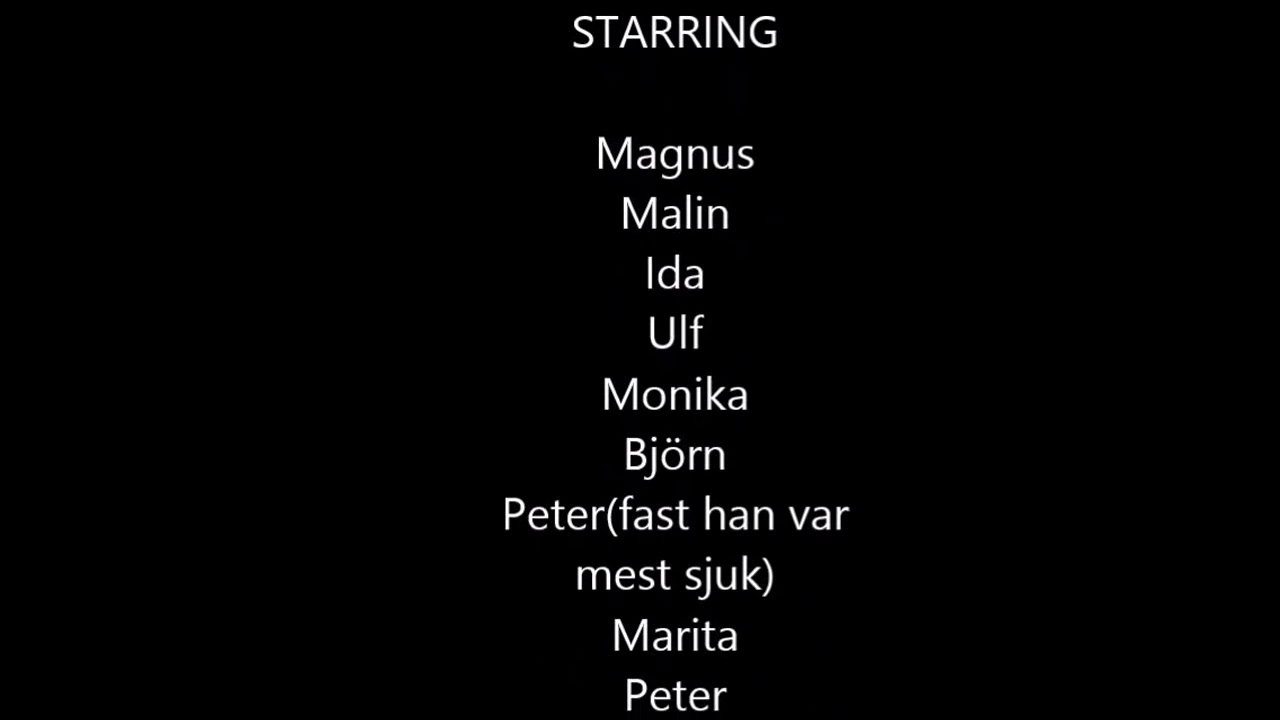 STARRING
Magnus
Malin
Ida
Ulf
Monika
Björn
Peter(fast han var
mest sjuk)
Marita
Peter